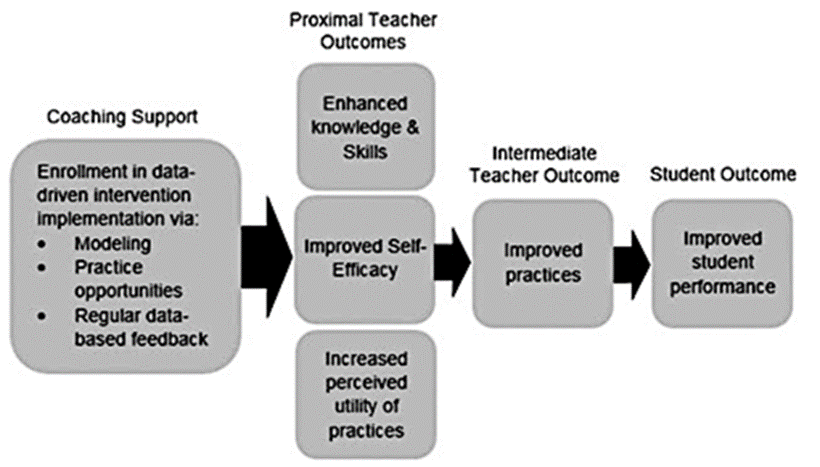 Coaching Support
Enrollment in data-
driven intervention
implementation via:
• Modeling
• Practice
opportunities
• Regular data-
based feedback
Proximal Teacher
Outcomes
Enhanced
knowledge &
Skills
Improved Self-
Efficacy
Increased
perceived
utility of
practices
Intermediate
Teacher Outcome
Improved
practices
Student Outcome
Improved
student
performance